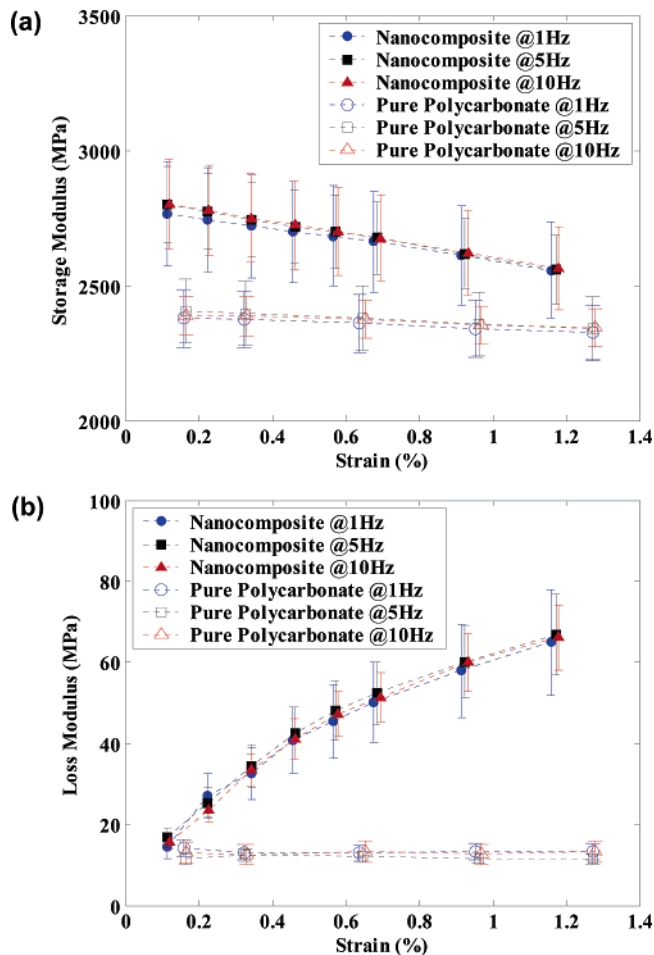 (a)
Nanocomposite @1Hz
Nanocomposite @5Hz
Nanocomposite @10Hz
Pure Polycarbonate @1Hz
Pure Polycarbonate @5Hz
Pure Polycarbonate @10Hz
Storage Modulus (MPa)
3500
3000
2500
2000
0 0.2 0.4 0.6 0.8 1 1.2 1.4
Strain (%)
(b)
Nanocomposite @1Hz
Nanocomposite @5Hz
Nanocomposite @10Hz
Pure Polycarbonate @1Hz
Pure Polycarbonate @5Hz
Pure Polycarbonate @10Hz
Loss Modulus (MPa)
100
80
60
40
20
0
0 0.2 0.4 0.6 0.8 1 1.2 1.4
Strain (%)